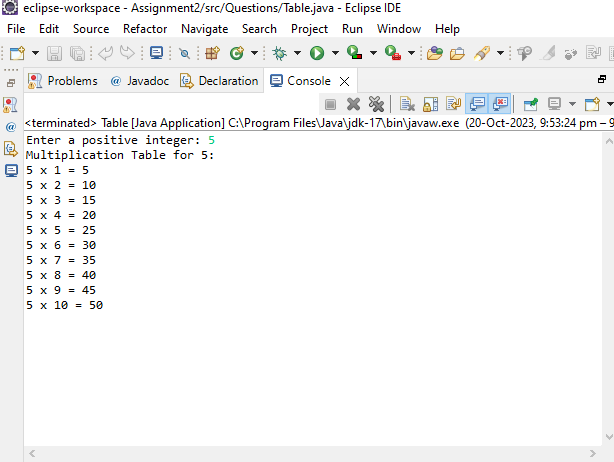 eclipse-workspace - Assignment2/src/Questions/Table.java - Eclipse IDE
File Edit Source Refactor Navigate Search Project Run Window Help
Problems @ Javadoc Declaration Console
<terminated> Table [Java Application] C:\Program Files\Java\jdk-17\bin\javaw.exe (20-Oct-2023, 9:53:24 pm – 9
Enter a positive integer: 5
Multiplication Table for 5:
5 x 1 = 5
5 x 2 = 10
5 x 3 = 15
5 x 4 = 20
5 x 5 = 25
5 x 6 = 30
5 x 7 = 35
5 x 8 = 40
5 x 9 = 45
5 x 10 = 50